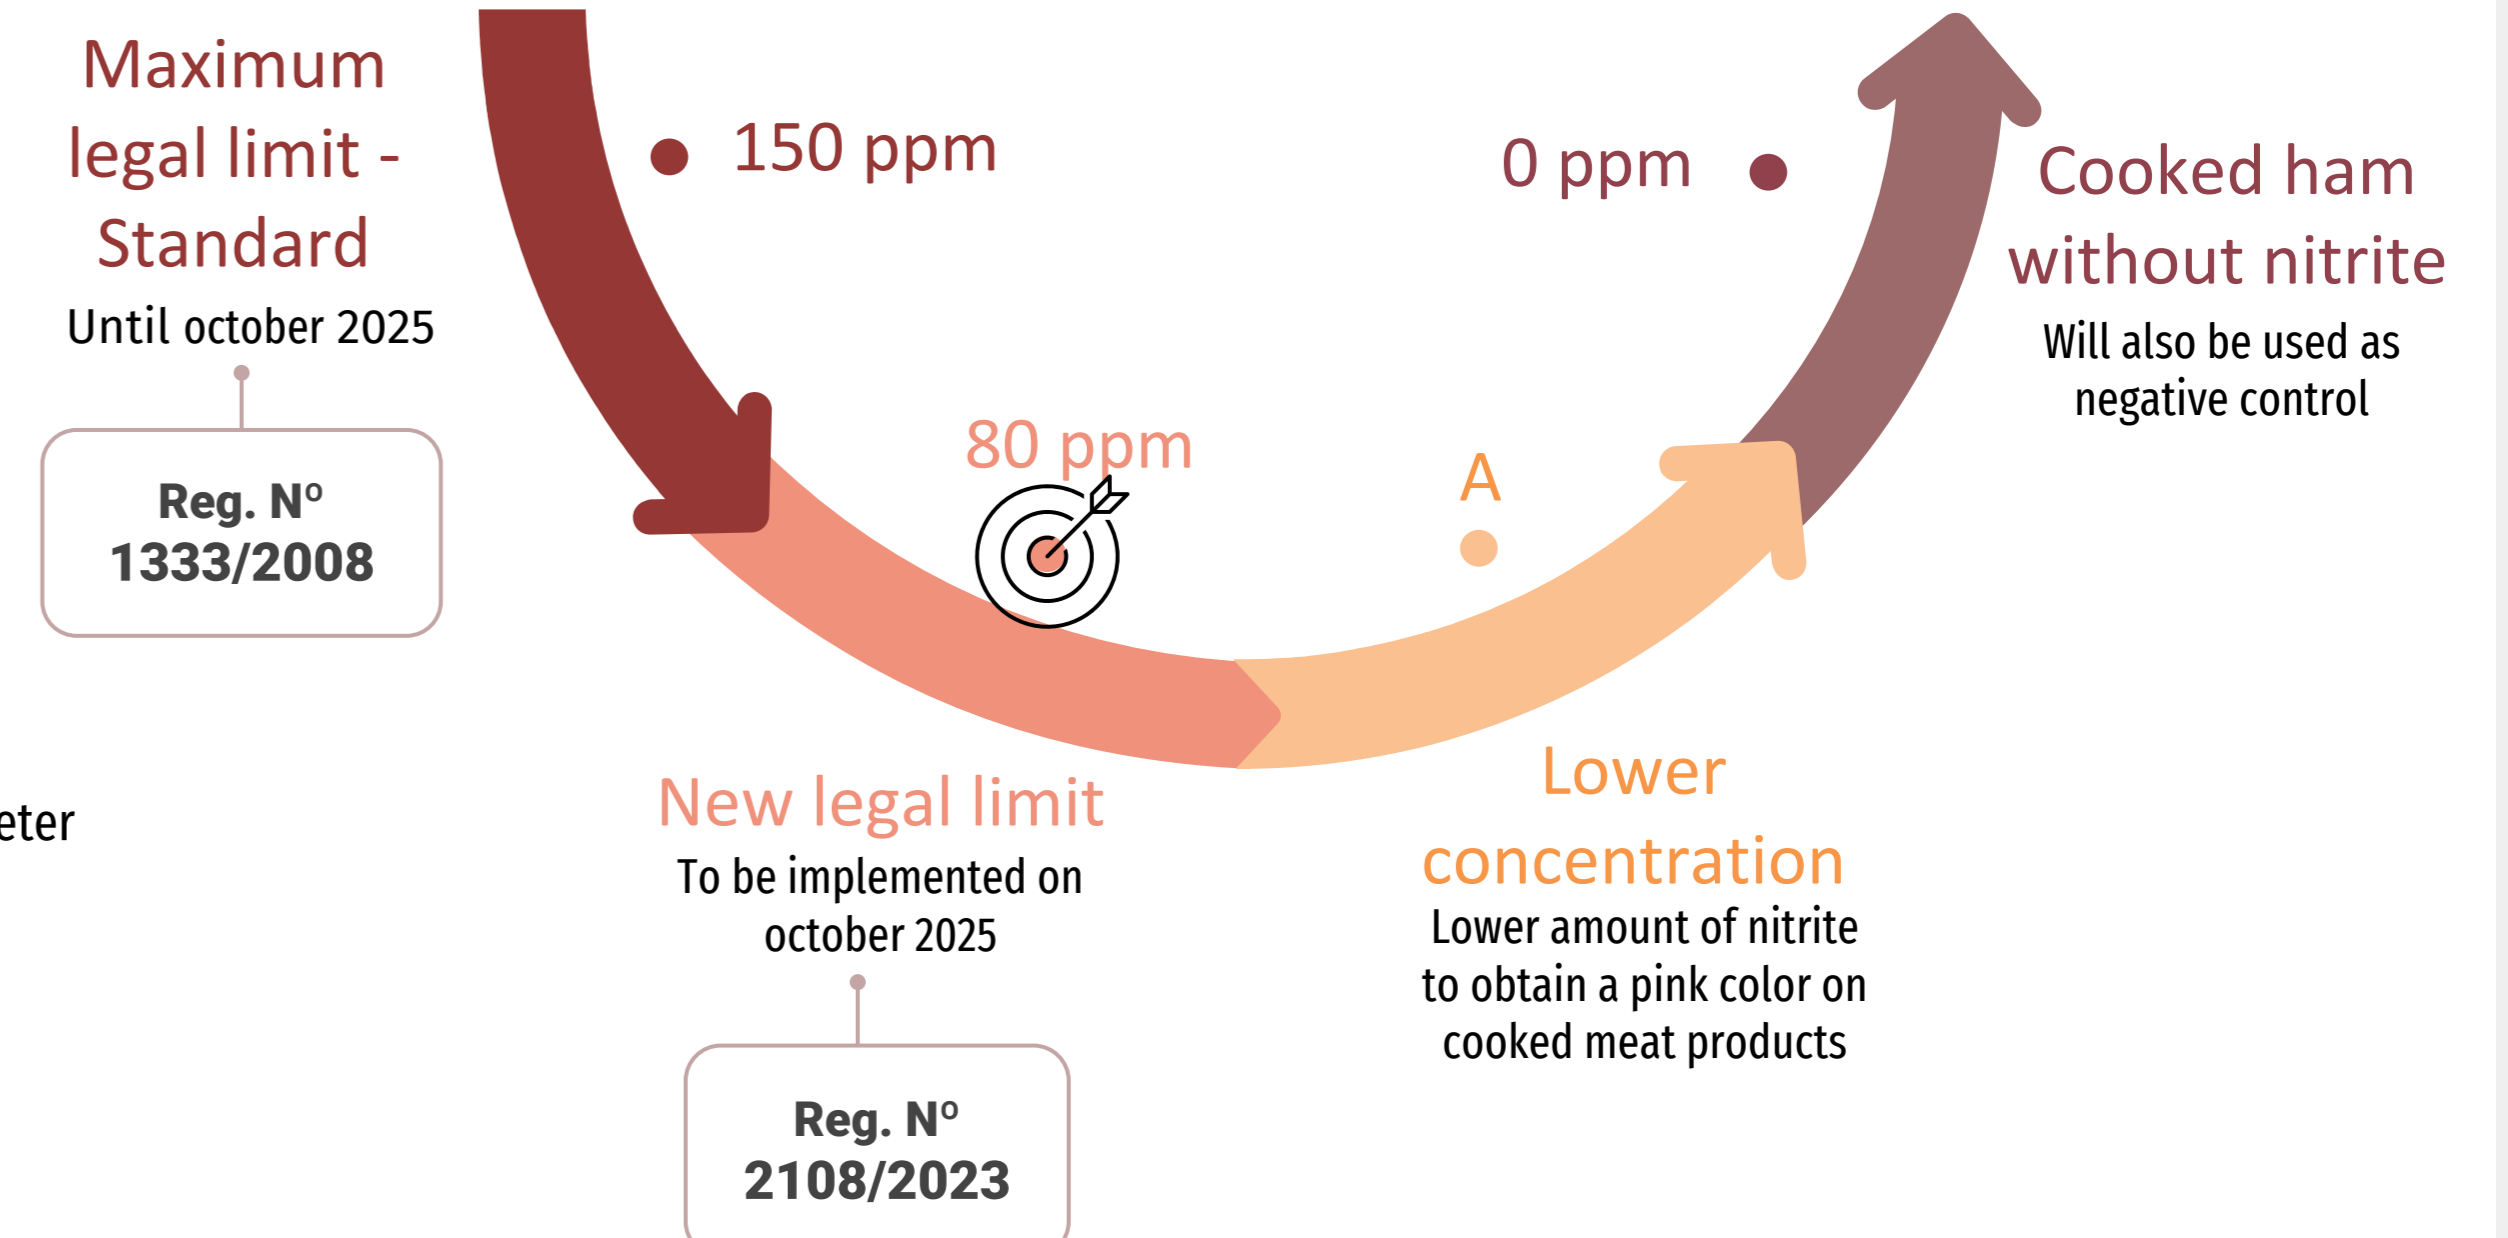 Maximum
legal limit -
Standard
Until october 2025
Reg. Nº
1333/2008
150 ppm
80 ppm
New legal limit
To be implemented on
october 2025
Reg. Nº
2108/2023
A
Lower
concentration
Lower amount of nitrite
to obtain a pink color on
cooked meat products
0 ppm
Cooked ham
without nitrite
Will also be used as
negative control
eter